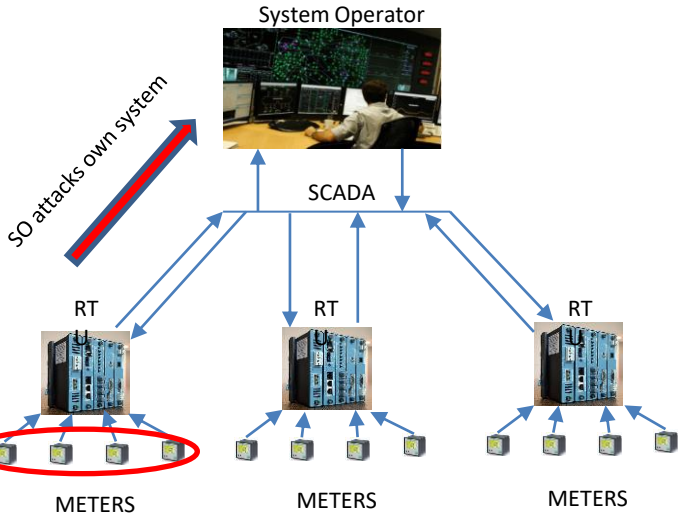 System Operator
SO attacks own system
SCADA
RT
U
RT
U
RT
U
METERS
METERS
METERS